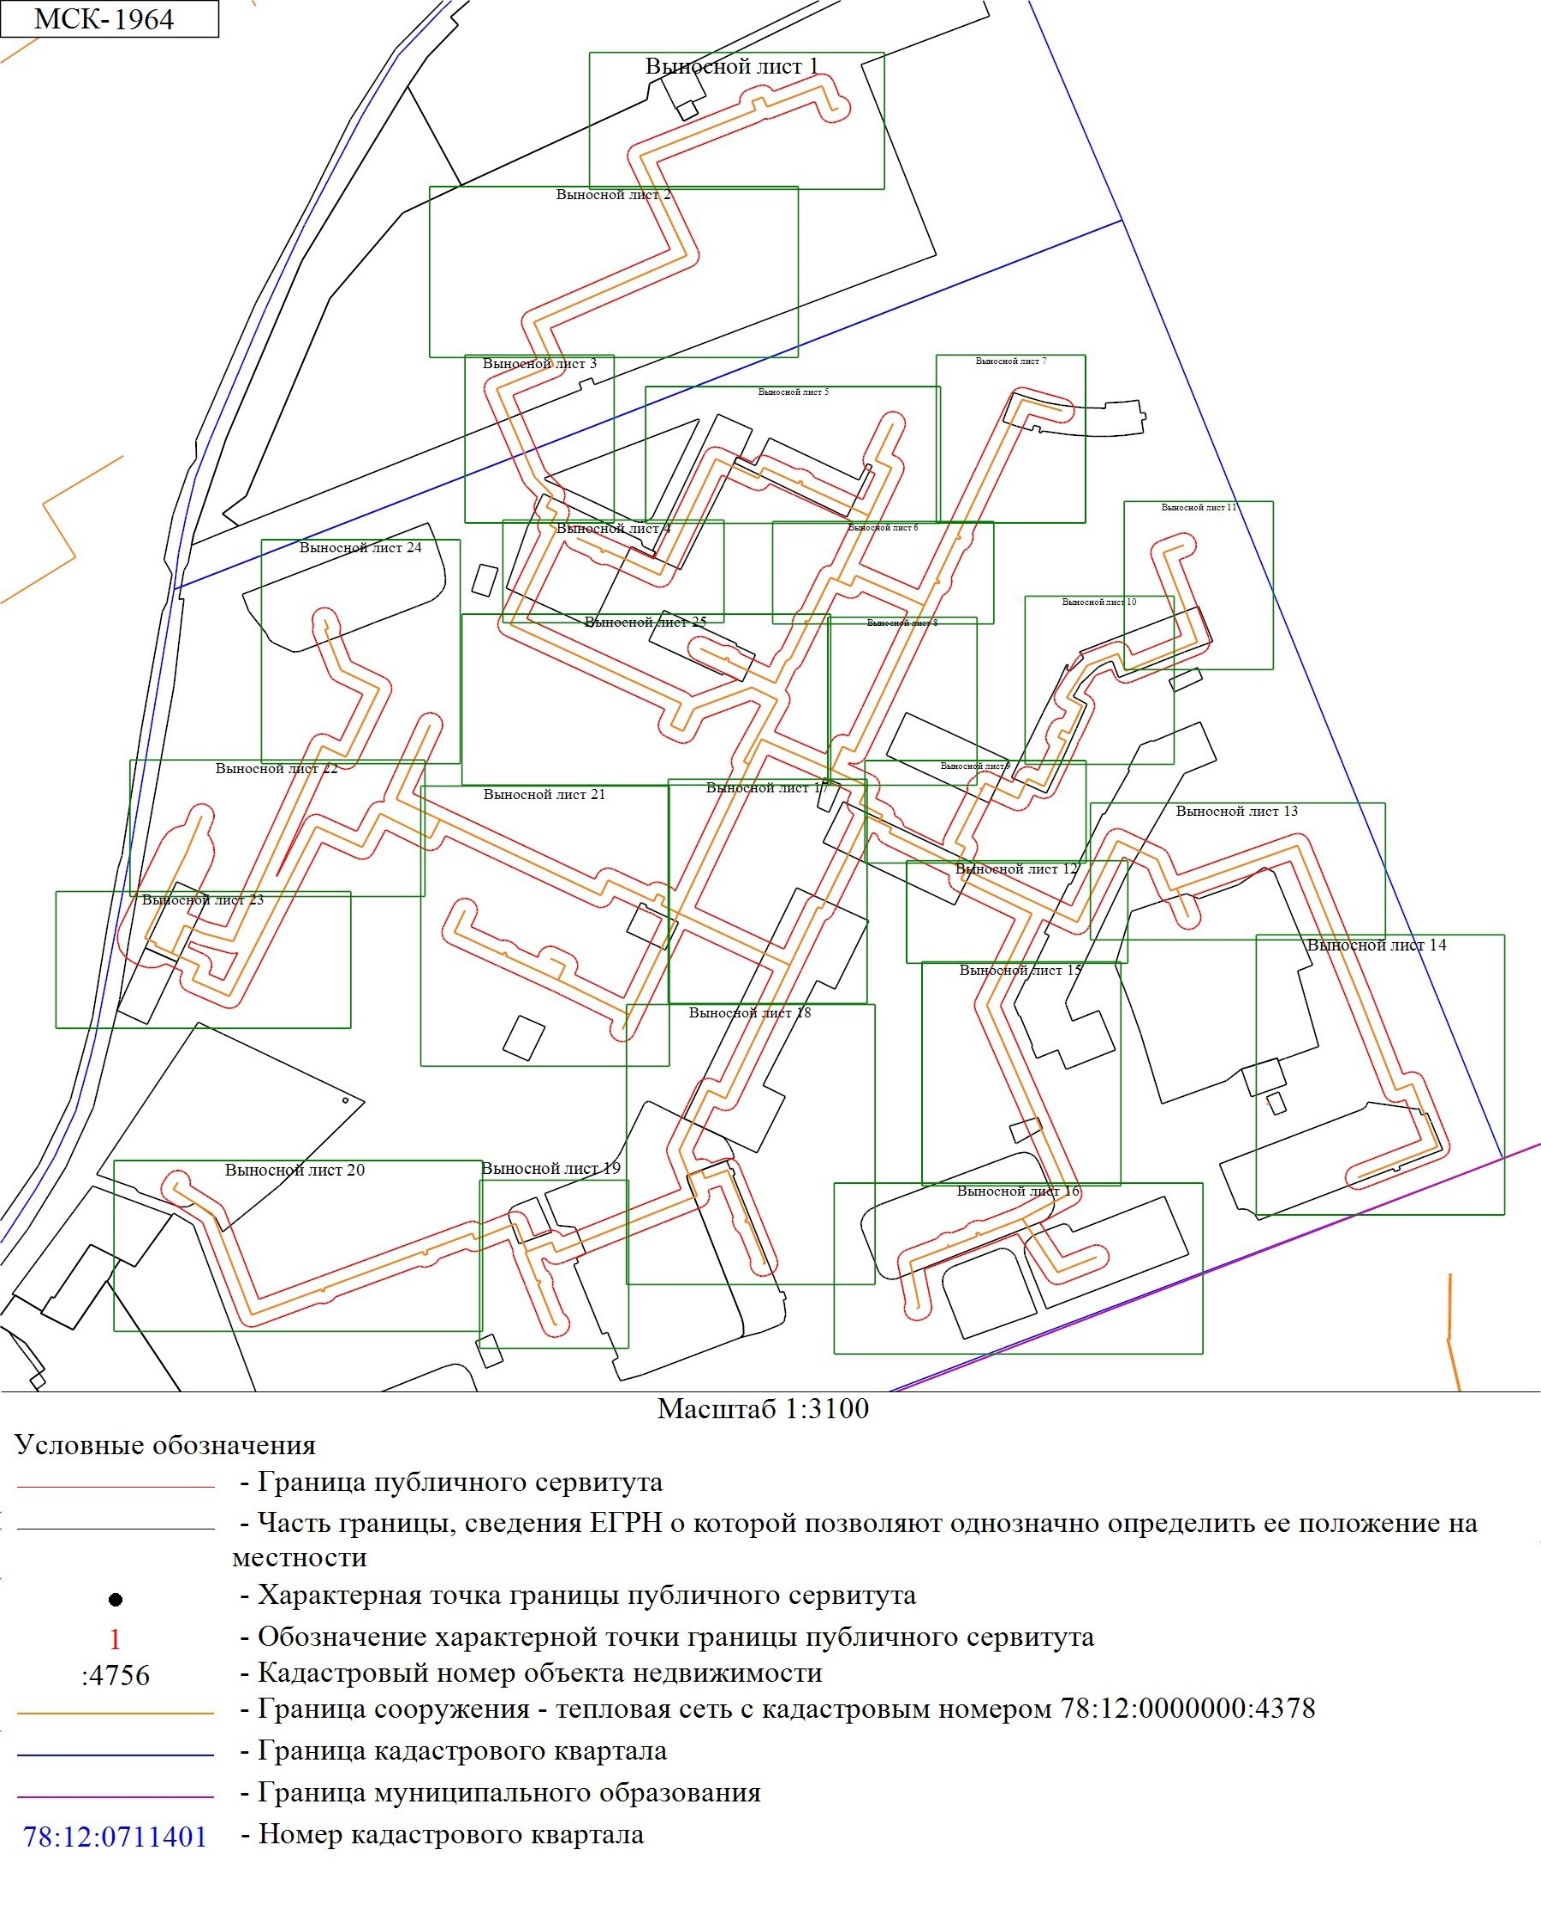 МСК-1964
Выносной лист 1
Выносной лист 2
Выносной лист 3
Выносной лист 7
Выносной лист 5
Выносной лист 11
Выносной лист 4
Выносной лист 6
Выносной лист 24
Выносной лист 10
Выносной лист 25
Выносной лист 8
Выносной лист 22
Выносной лист 9
Выносной лист 17
Выносной лист 21
Выносной лист 13
Выносной лист 12
Выносной лист 23
Выносной лист 14
Выносной лист 15
Выносной лист 18
Выносной лист 20
Выносной лист 19
Выносной лист 16
Масштаб 1:3100
Условные обозначения
- Граница публичного сервитута
- Часть границы, сведения ЕГРН о которой позволяют однозначно определить ее положение на
местности
- Характерная точка границы публичного сервитута
1 - Обозначение характерной точки границы публичного сервитута
:4756 - Кадастровый номер объекта недвижимости
- Граница сооружения - тепловая сеть с кадастровым номером 78:12:0000000:4378
- Граница кадастрового квартала
- Граница муниципального образования
78:12:0711401 - Номер кадастрового квартала